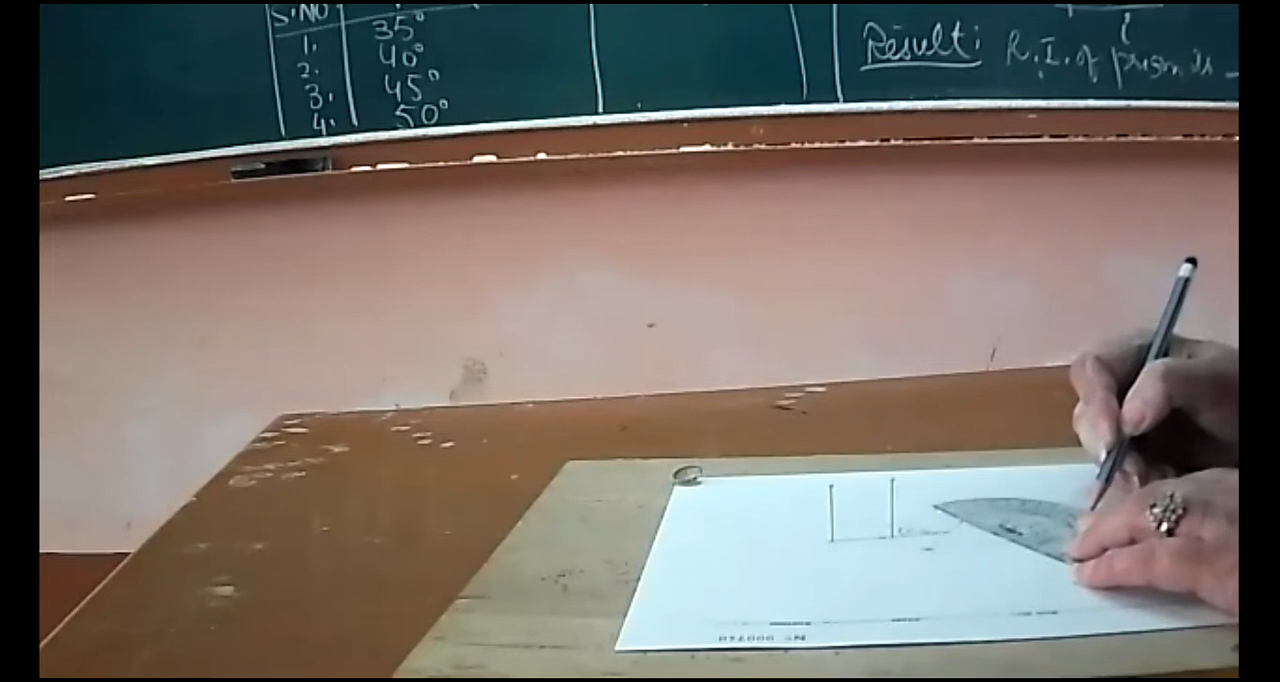 S.NO
1. 35°
2. 40°
3. 45°
4. 50°
i
Result: R.I. of prism is -